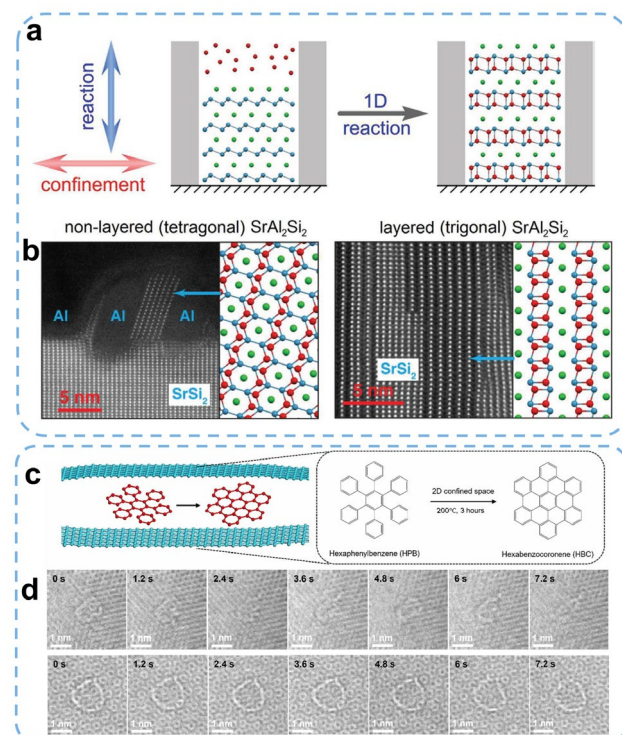 a
reaction
confinement
1D
reaction
non-layered (tetragonal) SrAl₂Si₂
layered (trigonal) SrAl₂Si₂
b
Al
Al
Al
SrSi₂
5 nm
SrSi₂
5 nm
c
Hexaphenylbenzene (HPB)
2D confined space
200℃, 3 hours
Hexabenzocoronene (HBC)
d
0 s
1.2 s
2.4 s
3.6 s
4.8 s
6 s
7.2 s
1 nm
1 nm
1 nm
1 nm
1 nm
1 nm
1 nm
0 s
1.2 s
2.4 s
3.6 s
4.8 s
6 s
7.2 s
1 nm
1 nm
1 nm
1 nm
1 nm
1 nm
1 nm